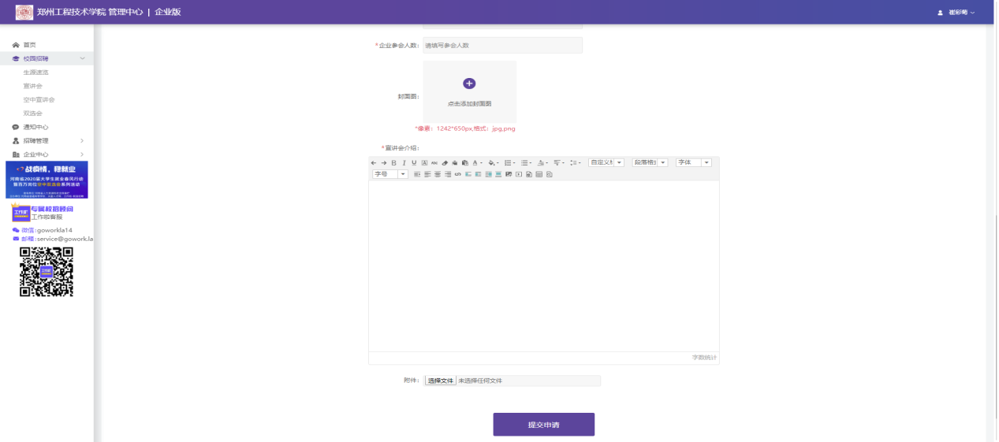 郑州工程技术学院 管理中心 | 企业版
崔彩菊
首页
校园招聘
生源速览
宣讲会
空中宣讲会
双选会
通知中心
招聘管理
企业中心
战疫情，稳就业
河南省2020届大学生就业春风行动
暨百万岗位空中双选会系列活动
专属校招顾问
工作啦客服
微信:goworkla14
邮箱:service@gowork.la
*企业参会人数：
请填写参会人数
封面图：
点击添加封面图
*像素：1242*650px,格式：jpg,png
*宣讲会介绍：
自定义
段落格式
字体
字号
字数统计
附件：
选择文件 未选择任何文件
提交申请